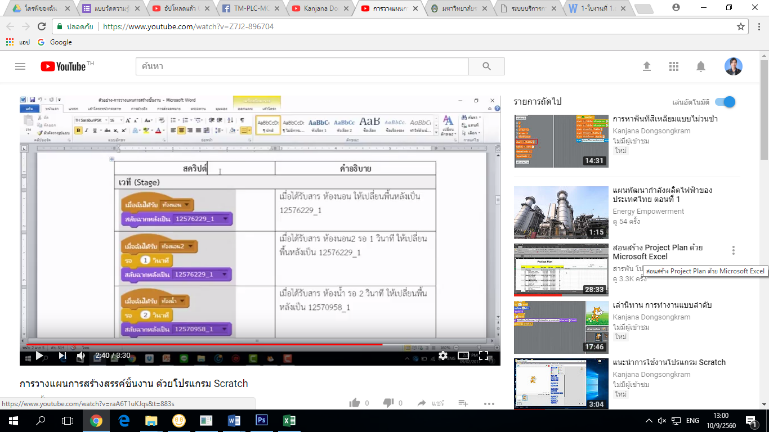 โดรฟ์ของฉัน
แบบวัดความรู้
อัปโหลดแล้ว
TM-PLC-MC
Kanjana Do
การวางแผนก
มหาวิทยาลัยร
ระบบบริการก
1-ใบงานที่ 1
ปลอดภัย
https://www.youtube.com/watch?v=Z7J2-896704
แอป
Google
YouTube TH
ค้นหา
ตัวอย่าง-การวางแผนการสร้างชิ้นงาน - Microsoft Word
สคริปต์ คำอธิบาย
เวที (Stage)
เมื่อฉันได้รับ ห้องนอน
สลับฉากหลังเป็น 12576229_1
เมื่อได้รับสาร ห้องนอน ให้เปลี่ยนพื้นหลังเป็น
12576229_1
เมื่อฉันได้รับ ห้องนอน2
รอ 1 วินาที
สลับฉากหลังเป็น 12576229_1
เมื่อได้รับสาร ห้องนอน2 รอ 1 วินาที ให้เปลี่ยน
พื้นหลังเป็น 12576229_1
เมื่อฉันได้รับ ห้องน้ำ
รอ 2 วินาที
สลับฉากหลังเป็น 12570958_1
เมื่อได้รับสาร ห้องน้ำ รอ 2 วินาที ให้เปลี่ยนพื้
หลังเป็น 12570958_1
2:40 / 3:30
การวางแผนการสร้างสรรค์ชิ้นงาน ด้วยโปรแกรม Scratch
0
0
แชร์
รายการถัดไป
เล่นอัตโนมัติ
การหาพื้นที่สี่เหลี่ยมแบบไม่วนซ้ำ
Kanjana Dongsongkram
ไม่มีผู้เข้าชม
ใหม่
14:31
แผนพัฒนากำลังผลิตไฟฟ้าของ
ประเทศไทย ตอนที่ 1
Energy Empowerment
ดู 54 ครั้ง
1:15
สอนสร้าง Project Plan ด้วย
Microsoft Excel
สารพัน
ดู 3.3K
28:33
สอนสร้าง Project Plan ด้วย Microsoft Excel
เล่านิทาน การทำงานแบบลำดับ
Kanjana Dongsongkram
ไม่มีผู้เข้าชม
ใหม่
17:46
แนะนำการใช้งานโปรแกรม Scratch
Kanjana Dongsongkram
ไม่มีผู้เข้าชม
ใหม่
3:04
https://www.youtube.com/watch?v=raA6T1uKJqs&t=883s
ENG
13:00
10/9/2560